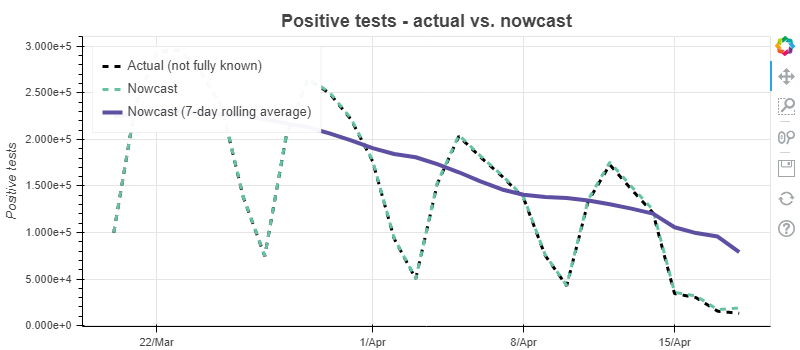 Positive tests - actual vs. nowcast
3.000e+5
2.500e+5
2.000e+5
1.500e+5
1.000e+5
5.000e+4
0.000e+0
Positive tests
Actual (not fully known)
Nowcast
Nowcast (7-day rolling average)
22/Mar
1/Apr
8/Apr
15/Apr